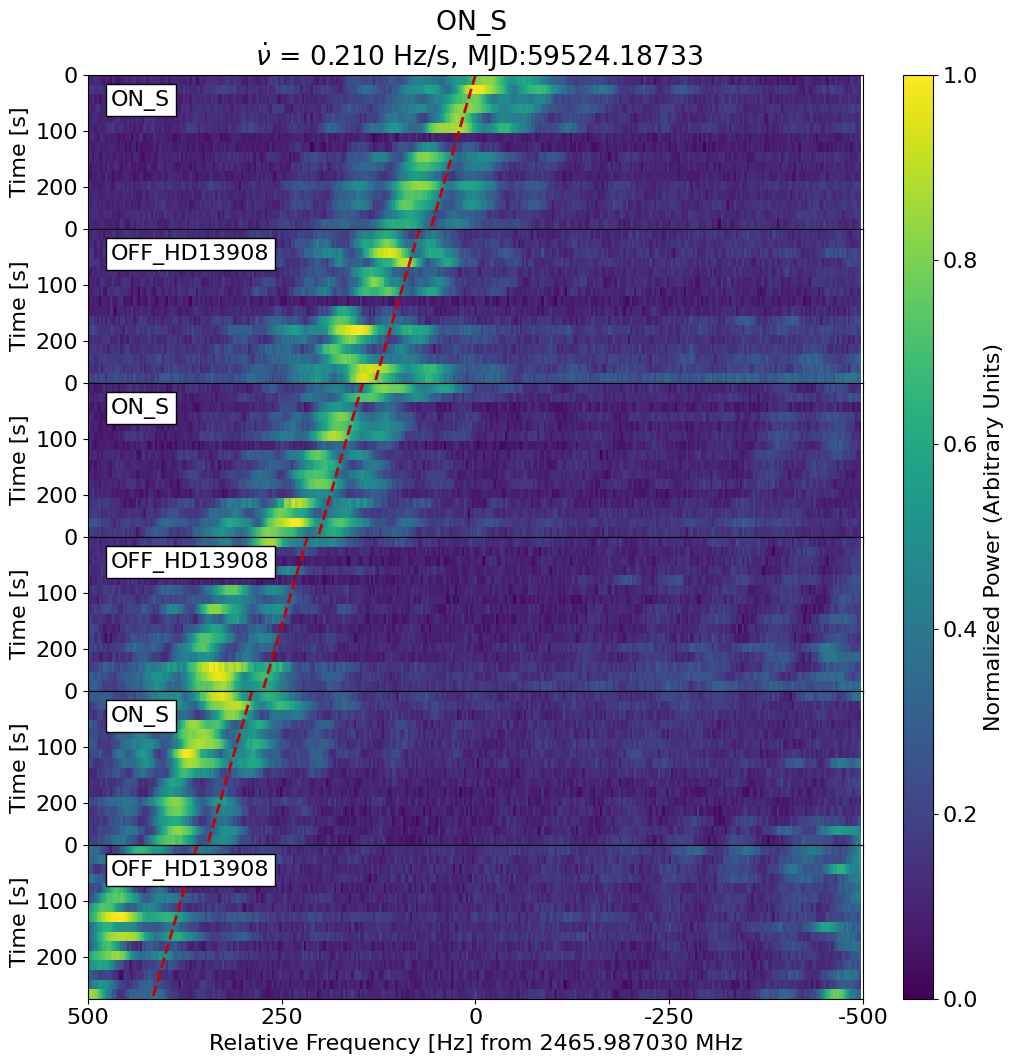 ON_S
ν̇ = 0.210 Hz/s, MJD:59524.18733
0
ON_S
100
200
Time [s]
0
OFF_HD13908
100
200
Time [s]
0
ON_S
100
200
Time [s]
0
OFF_HD13908
100
200
Time [s]
0
ON_S
100
200
Time [s]
0
OFF_HD13908
100
200
Time [s]
500 250 0 -250 -500
Relative Frequency [Hz] from 2465.987030 MHz
1.0
0.8
0.6
0.4
0.2
0.0
Normalized Power (Arbitrary Units)